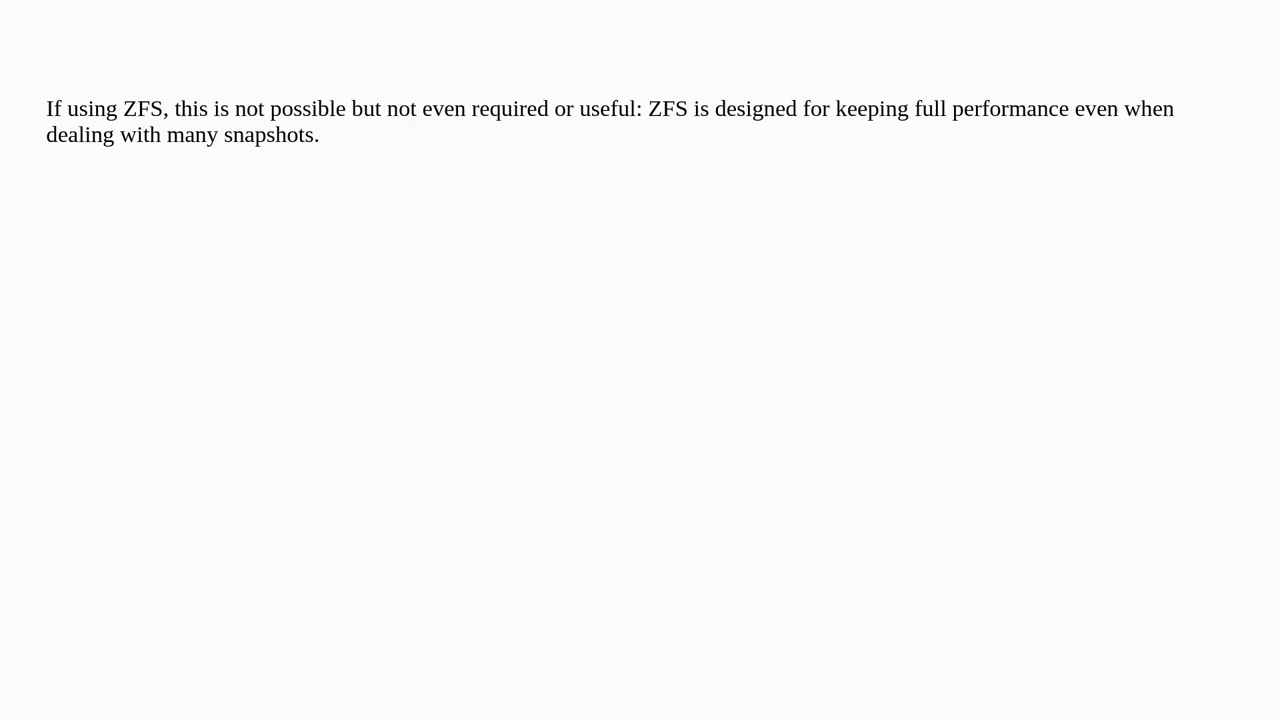 If using ZFS, this is not possible but not even required or useful: ZFS is designed for keeping full performance even when
dealing with many snapshots.